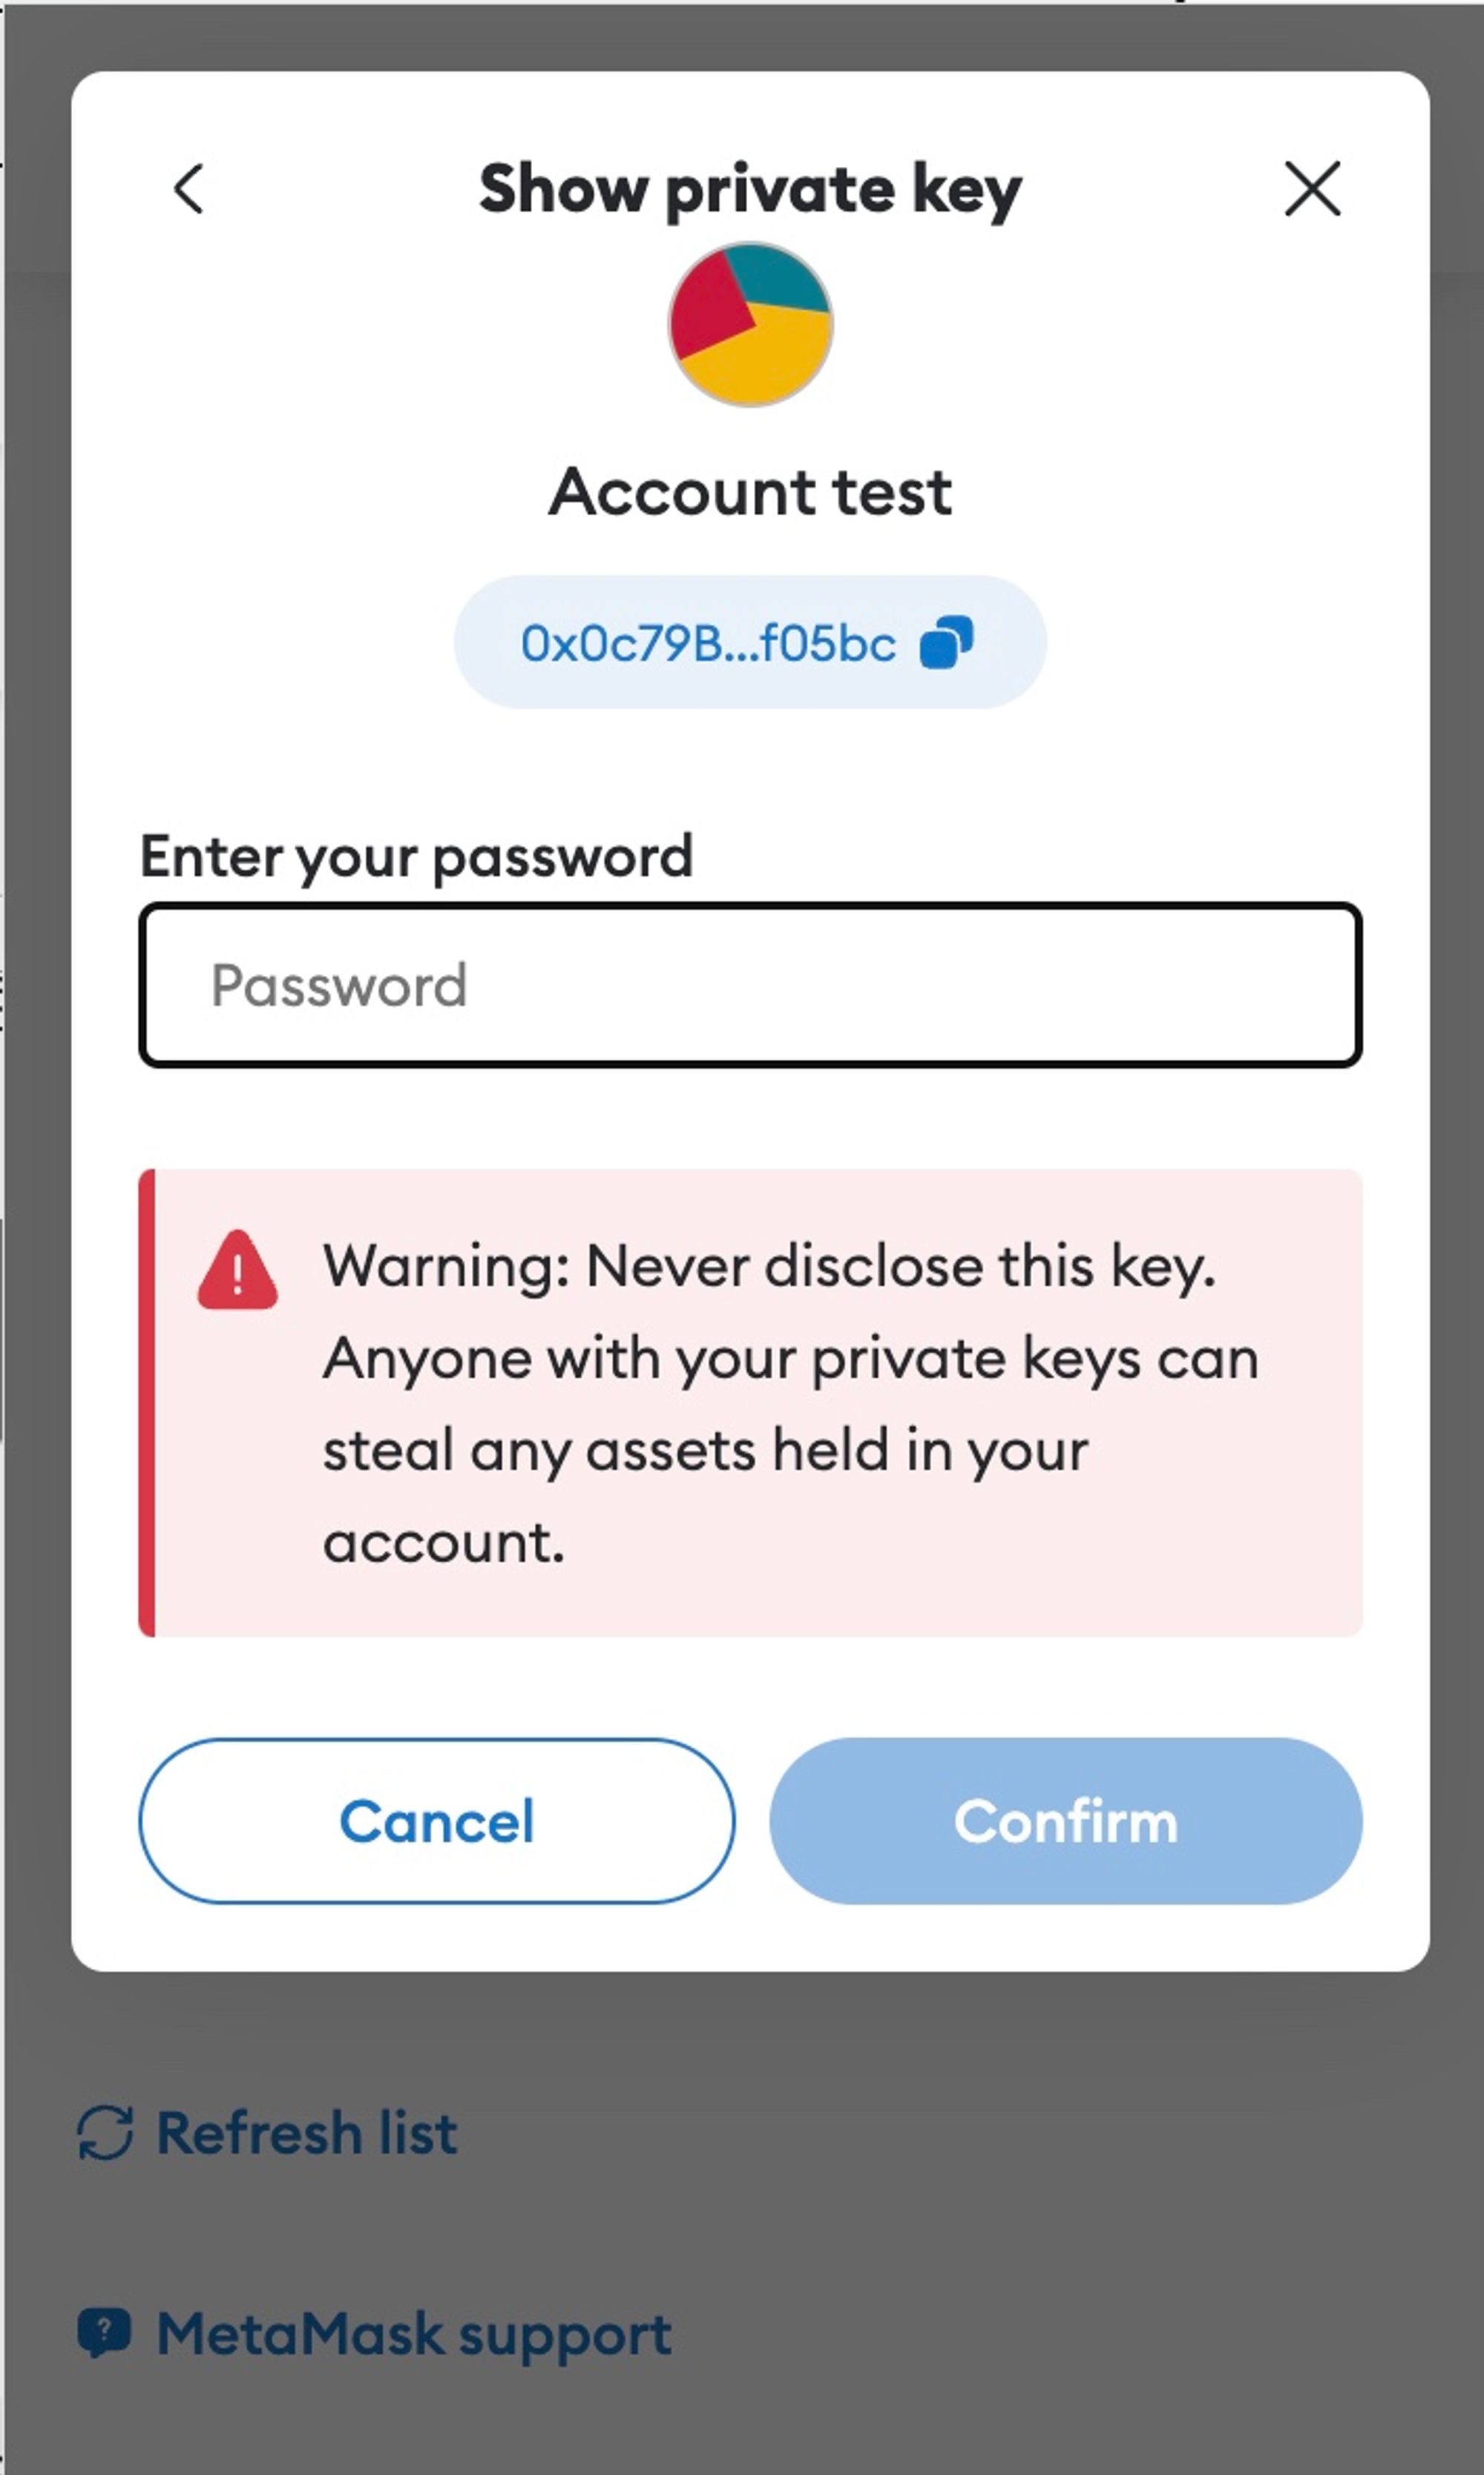 Show private key
Account test
0x0c79B...f05bc
Enter your password
Password
Warning: Never disclose this key.
Anyone with your private keys can
steal any assets held in your
account.
Cancel
Confirm
Refresh list
MetaMask support